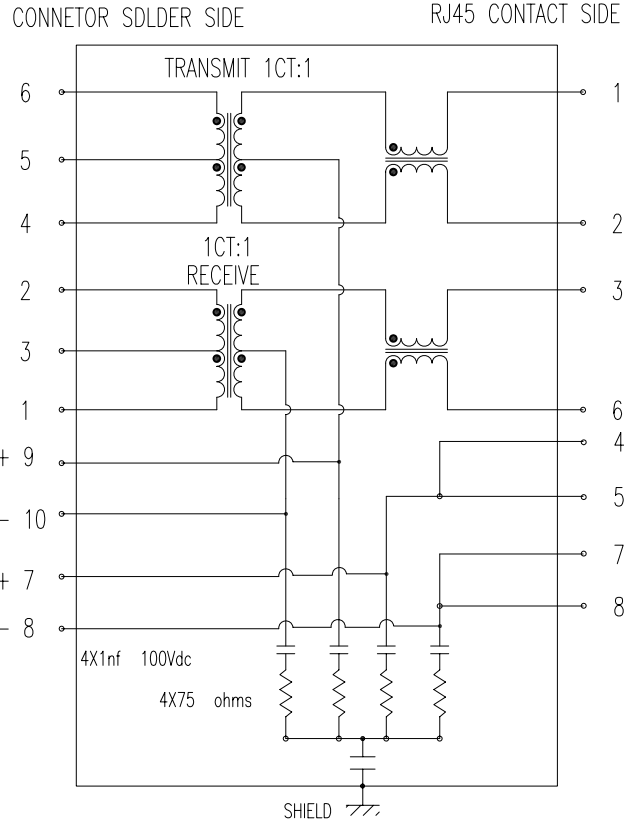 CONNETOR SDLDER SIDE
RJ45 CONTACT SIDE
TRANSMIT 1CT:1
6
1
5
4
2
1CT:1
RECEIVE
2
3
3
1
6
4
+ 9
5
- 10
7
+ 7
8
- 8
4X1nf 100Vdc
4X75 ohms
SHIELD